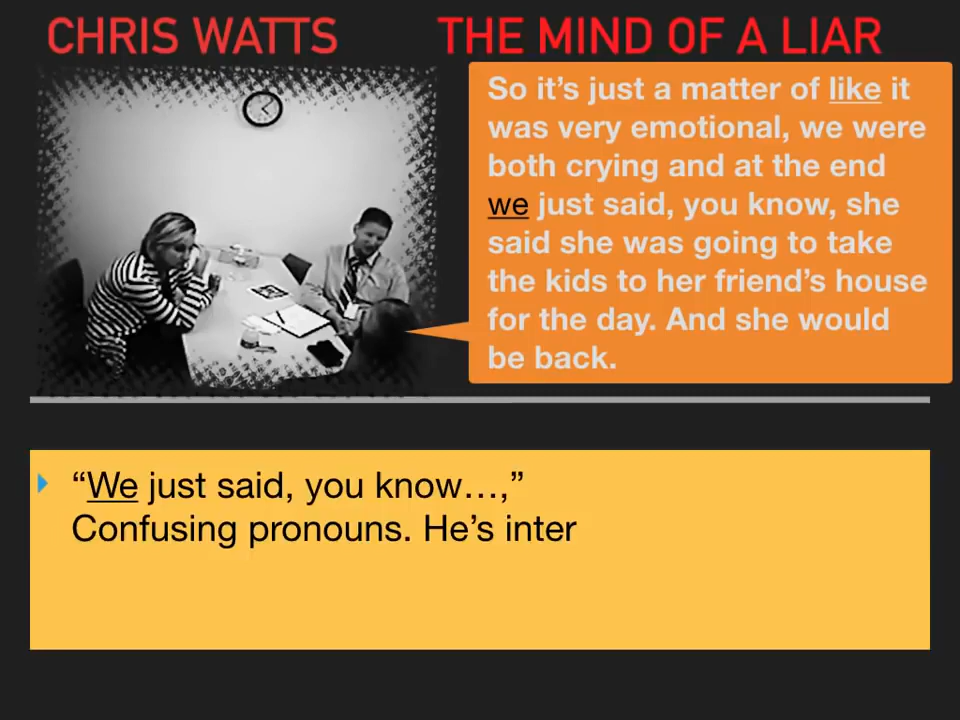 CHRIS WATTS THE MIND OF A LIAR
So it’s just a matter of like it
was very emotional, we were
both crying and at the end
we just said, you know, she
said she was going to take
the kids to her friend’s house
for the day. And she would
be back.
“We just said, you know…,”
Confusing pronouns. He’s inter